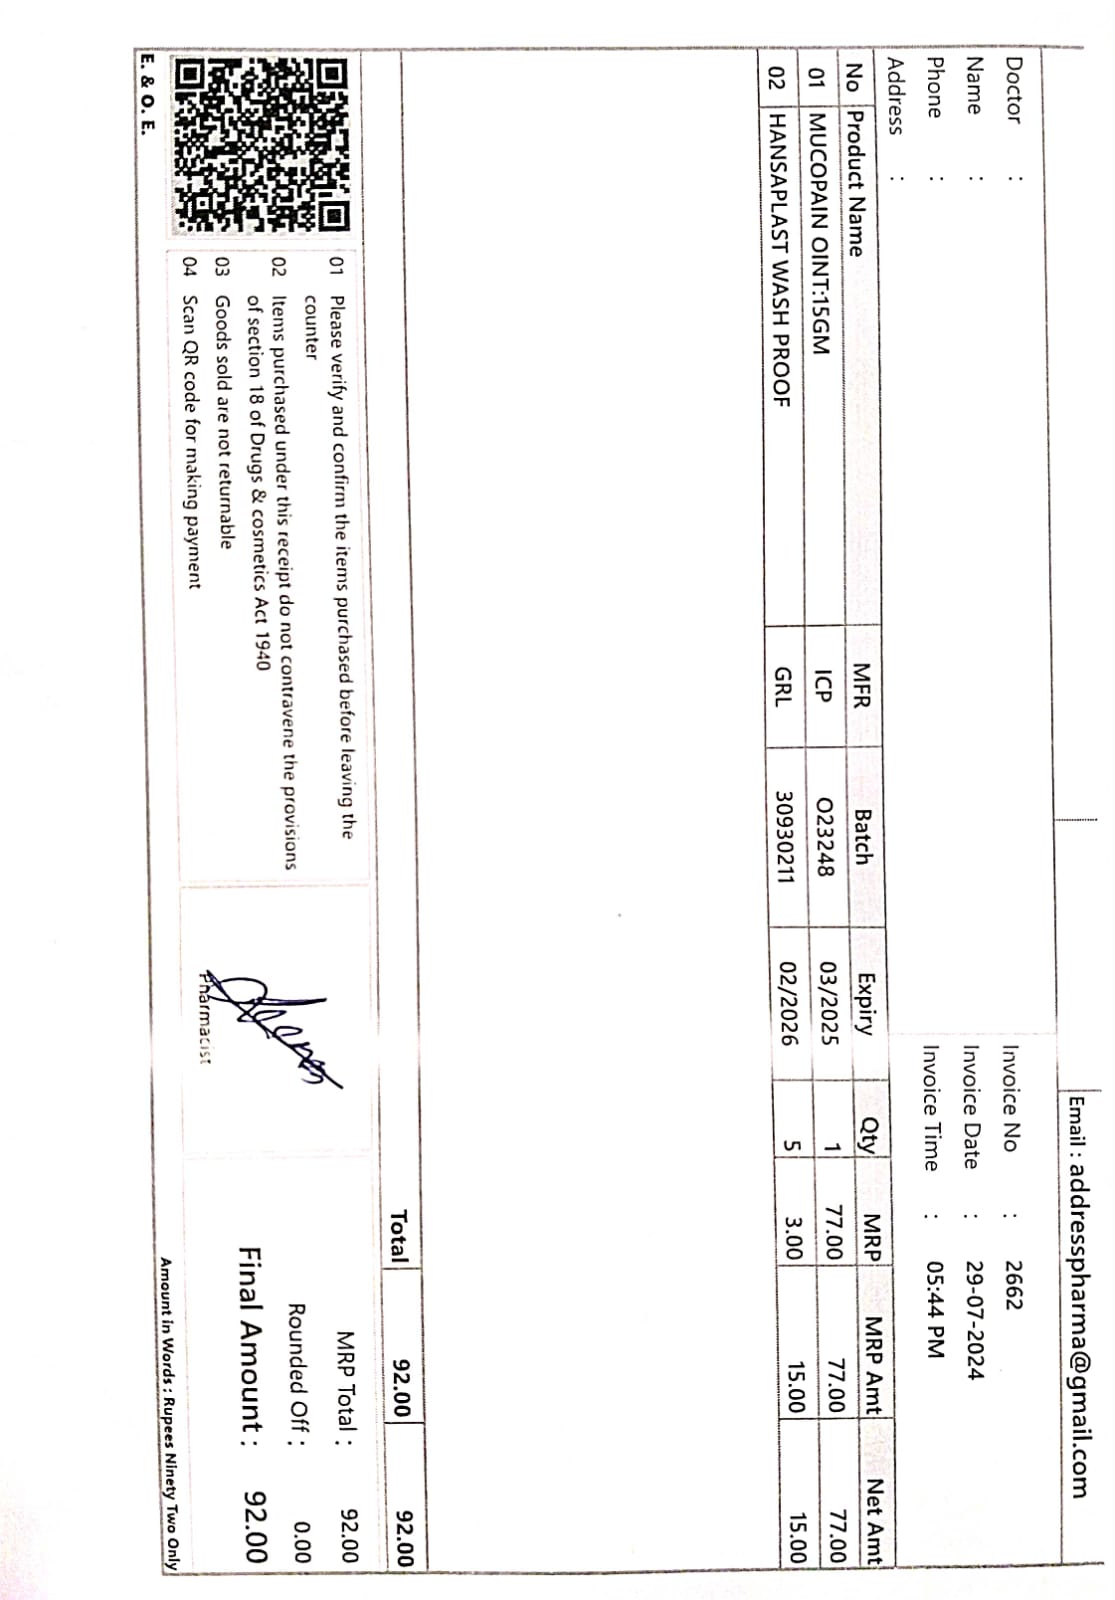 Email : addresspharma@gmail.com
Doctor :
Name :
Phone :
Address :
Invoice No : 2662
Invoice Date : 29-07-2024
Invoice Time : 05:44 PM
No Product Name MFR Batch Expiry Qty MRP MRP Amt Net Amt
01 MUCOPAIN OINT:15GM ICP O23248 03/2025 1 77.00 77.00 77.00
02 HANSAPLAST WASH PROOF GRL 30930211 02/2026 5 3.00 15.00 15.00
Total 92.00 92.00
01 Please verify and confirm the items purchased before leaving the
counter
02 Items purchased under this receipt do not contravene the provisions
of section 18 of Drugs & cosmetics Act 1940
03 Goods sold are not returnable
04 Scan QR code for making payment
Pharmacist
MRP Total : 92.00
Rounded Off : 0.00
Final Amount : 92.00
Amount in Words : Rupees Ninety Two Only
E. & O. E.